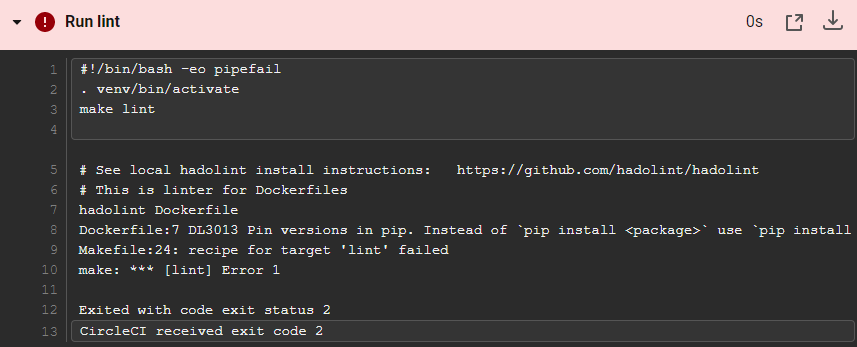 Run lint
0s
1 #!/bin/bash -eo pipefail
2 . venv/bin/activate
3 make lint
4
5 # See local hadolint install instructions:   https://github.com/hadolint/hadolint
6 # This is linter for Dockerfiles
7 hadolint Dockerfile
8 Dockerfile:7 DL3013 Pin versions in pip. Instead of `pip install <package>` use `pip install
9 Makefile:24: recipe for target 'lint' failed
10 make: *** [lint] Error 1
11
12 Exited with code exit status 2
13 CircleCI received exit code 2